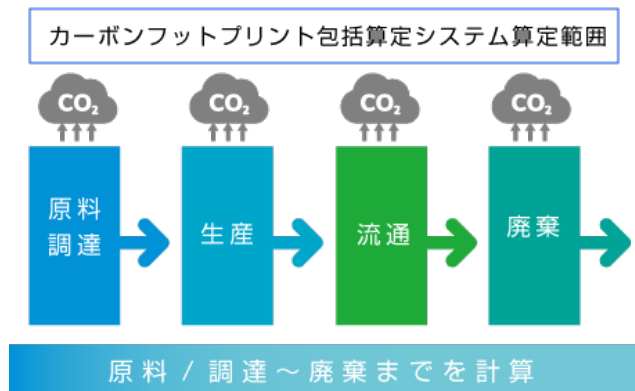 カーボンフットプリント包括算定システム算定範囲
CO₂
CO₂
CO₂
CO₂
原料
調達
生産
流通
廃棄
原料/調達～廃棄までを計算